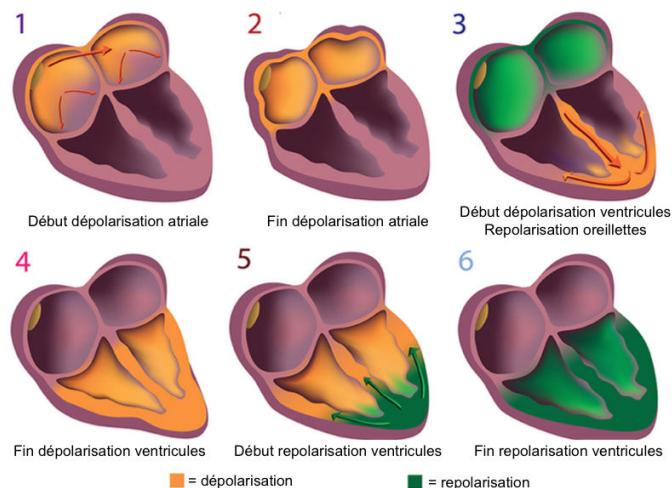 1
2
3
Début dépolarisation atriale
Fin dépolarisation atriale
Début dépolarisation ventricules
Repolarisation oreillettes
4
5
6
Fin dépolarisation ventricules
Début repolarisation ventricules
Fin repolarisation ventricules
= dépolarisation
= repolarisation